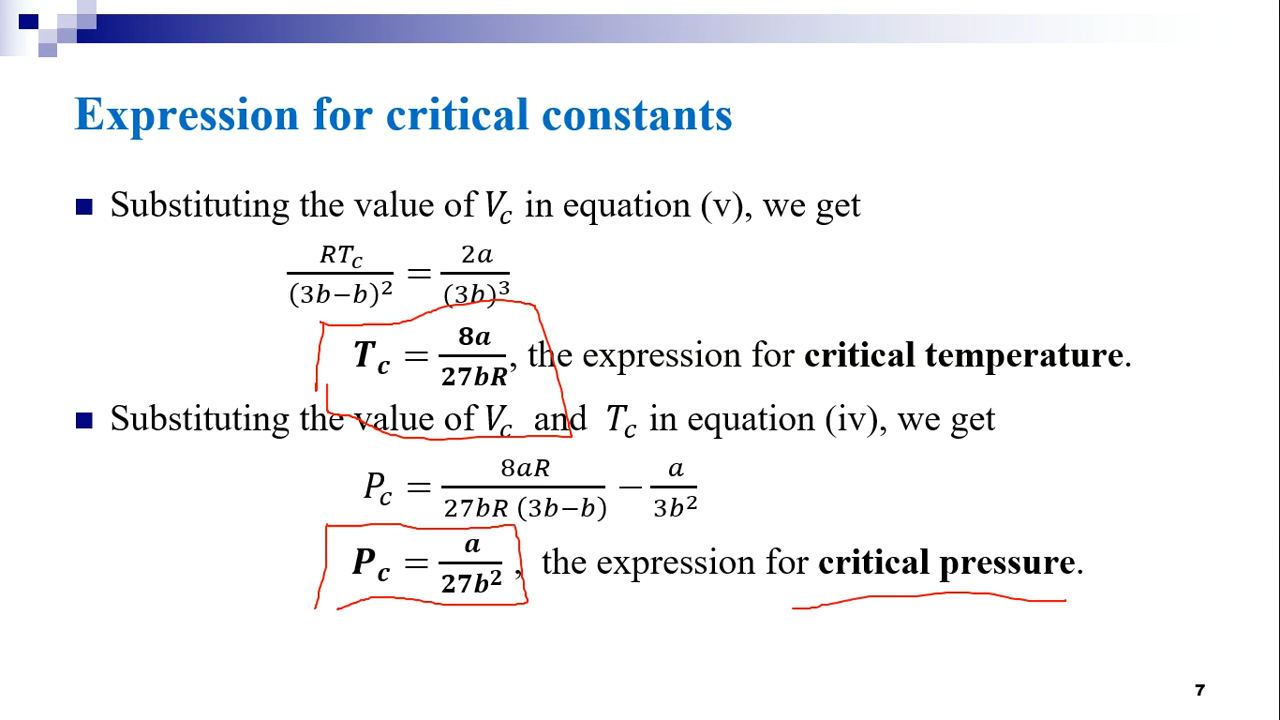 Expression for critical constants
Substituting the value of V_c in equation (v), we get
RT_c/(3b−b)² = 2a/(3b)³
T_c = 8a/27bR, the expression for critical temperature.
Substituting the value of V_c and T_c in equation (iv), we get
P_c = 8aR/27bR (3b−b) − a/3b²
P_c = a/27b², the expression for critical pressure.
7